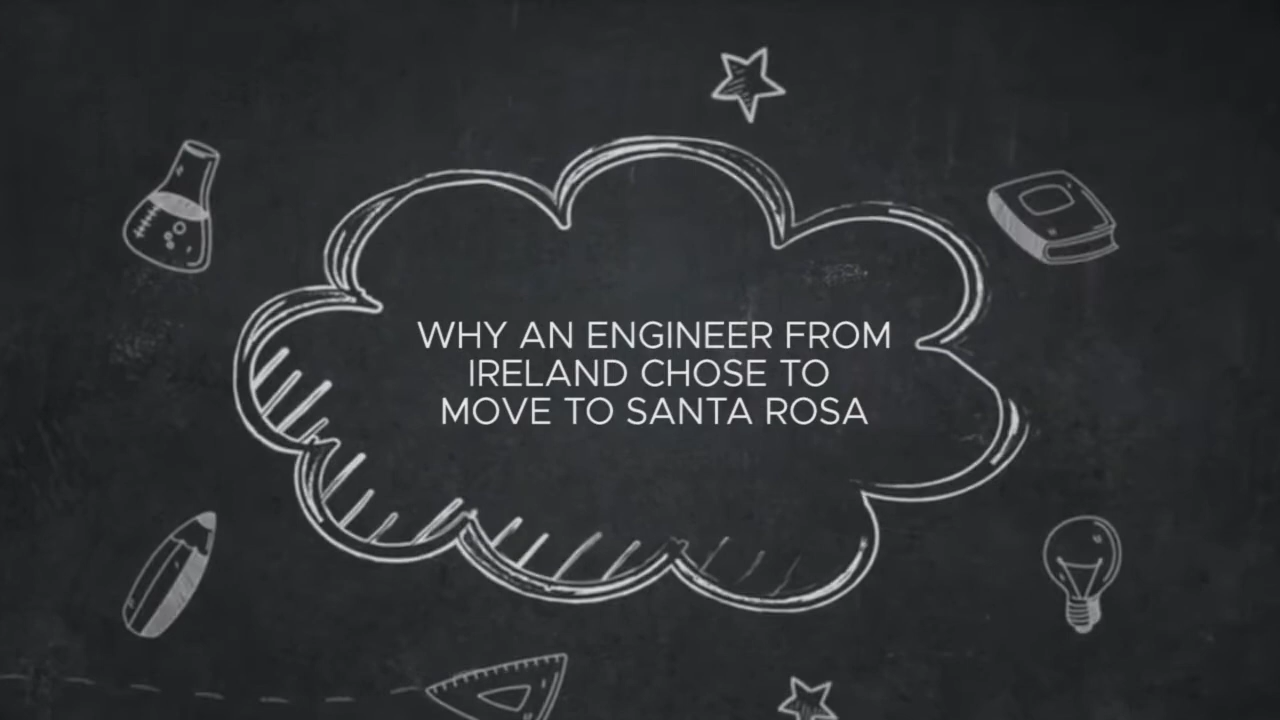 WHY AN ENGINEER FROM
IRELAND CHOSE TO
MOVE TO SANTA ROSA